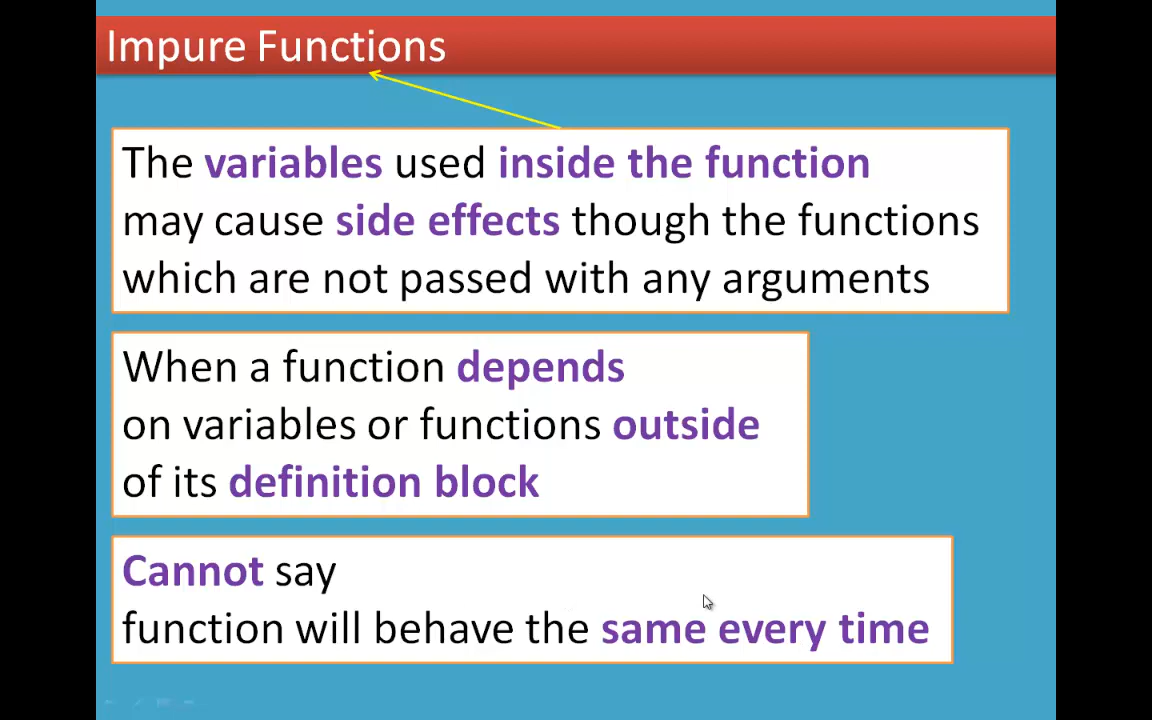 Impure Functions
The variables used inside the function
may cause side effects though the functions
which are not passed with any arguments
When a function depends
on variables or functions outside
of its definition block
Cannot say
function will behave the same every time